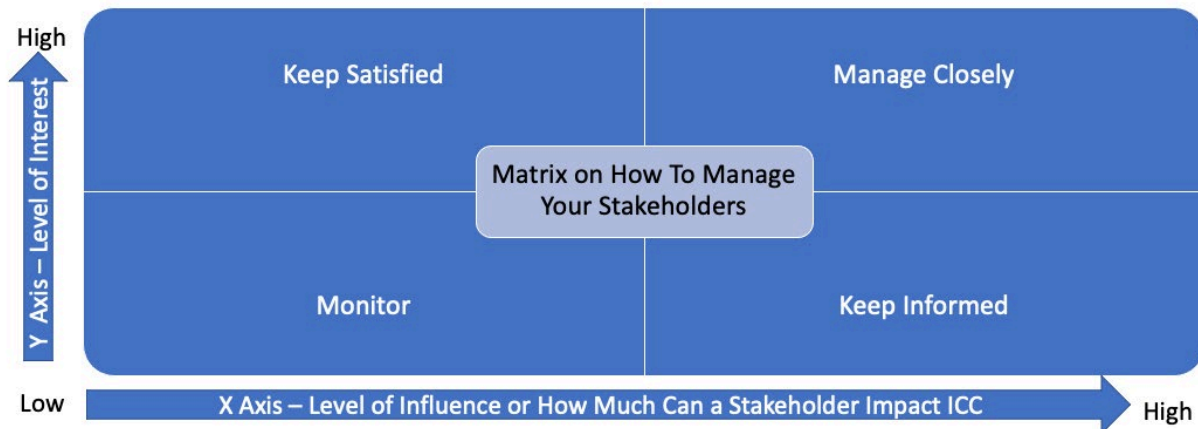 High
Y Axis – Level of Interest
Keep Satisfied
Manage Closely
Matrix on How To Manage
Your Stakeholders
Monitor
Keep Informed
Low
X Axis – Level of Influence or How Much Can a Stakeholder Impact ICC
High